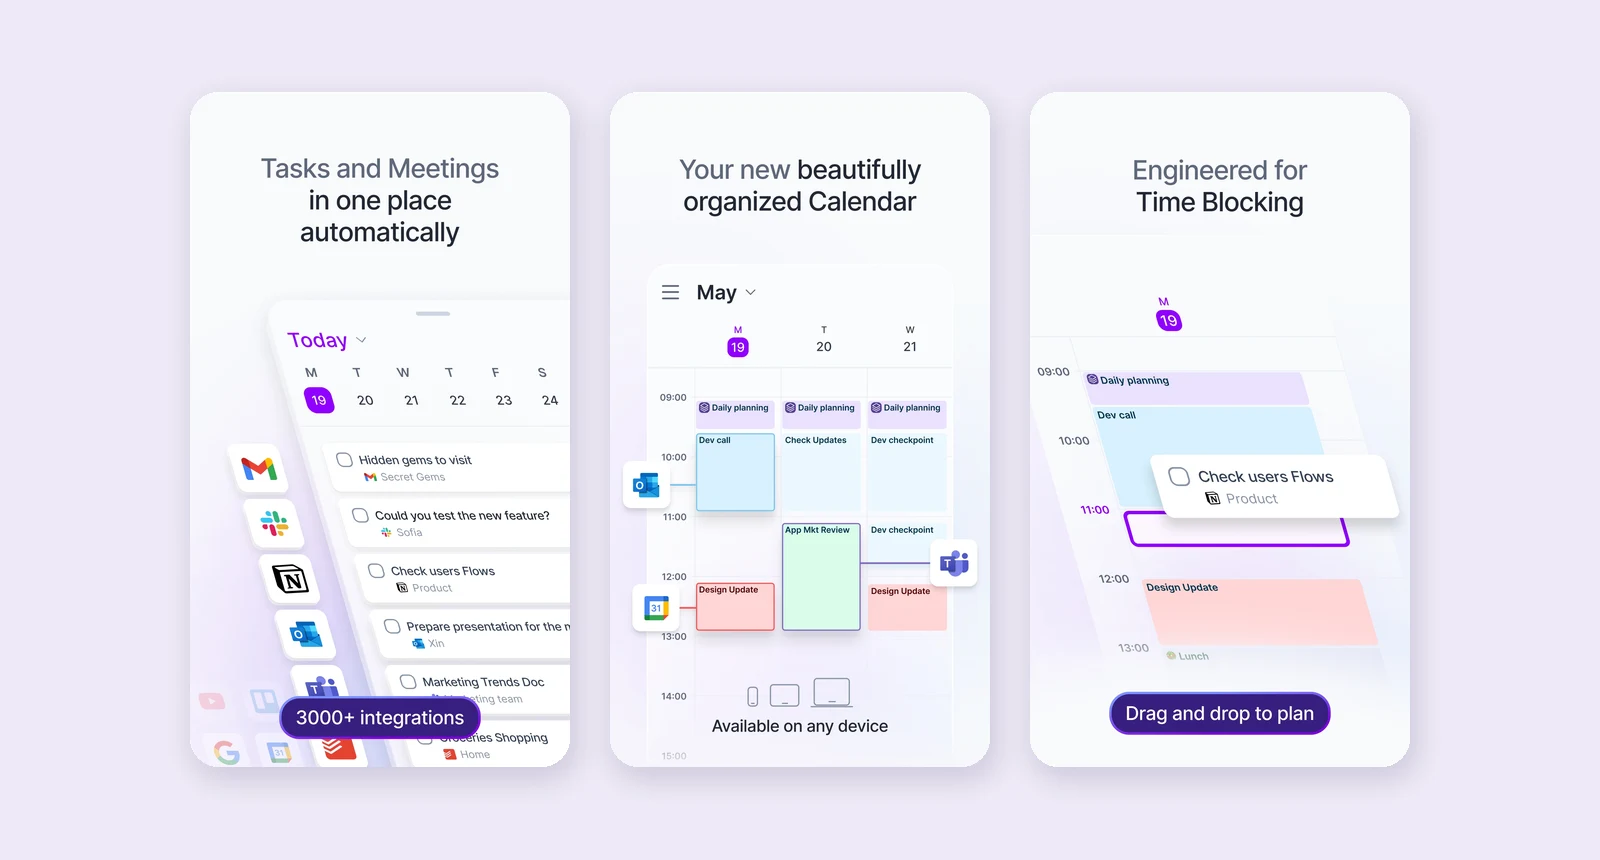 Tasks and Meetings
in one place
automatically
Today
M T W T F S
19 20 21 22 23 24
Hidden gems to visit
Secret Gems
Could you test the new feature?
Sofia
Check users Flows
Product
Prepare presentation for the
Xin
Marketing Trends Doc
team
3000+ integrations
Shopping
Home
31
Your new beautifully
organized Calendar
May
M T W
19 20 21
09:00
Daily planning Daily planning Daily planning
Dev call Check Updates Dev checkpoint
10:00
11:00
App Mkt Review Dev checkpoint
12:00
Design Update Design Update
31
13:00
14:00
Available on any device
15:00
Engineered for
Time Blocking
M
19
09:00
Daily planning
Dev call
10:00
Check users Flows
Product
11:00
12:00
Design Update
13:00
Lunch
Drag and drop to plan